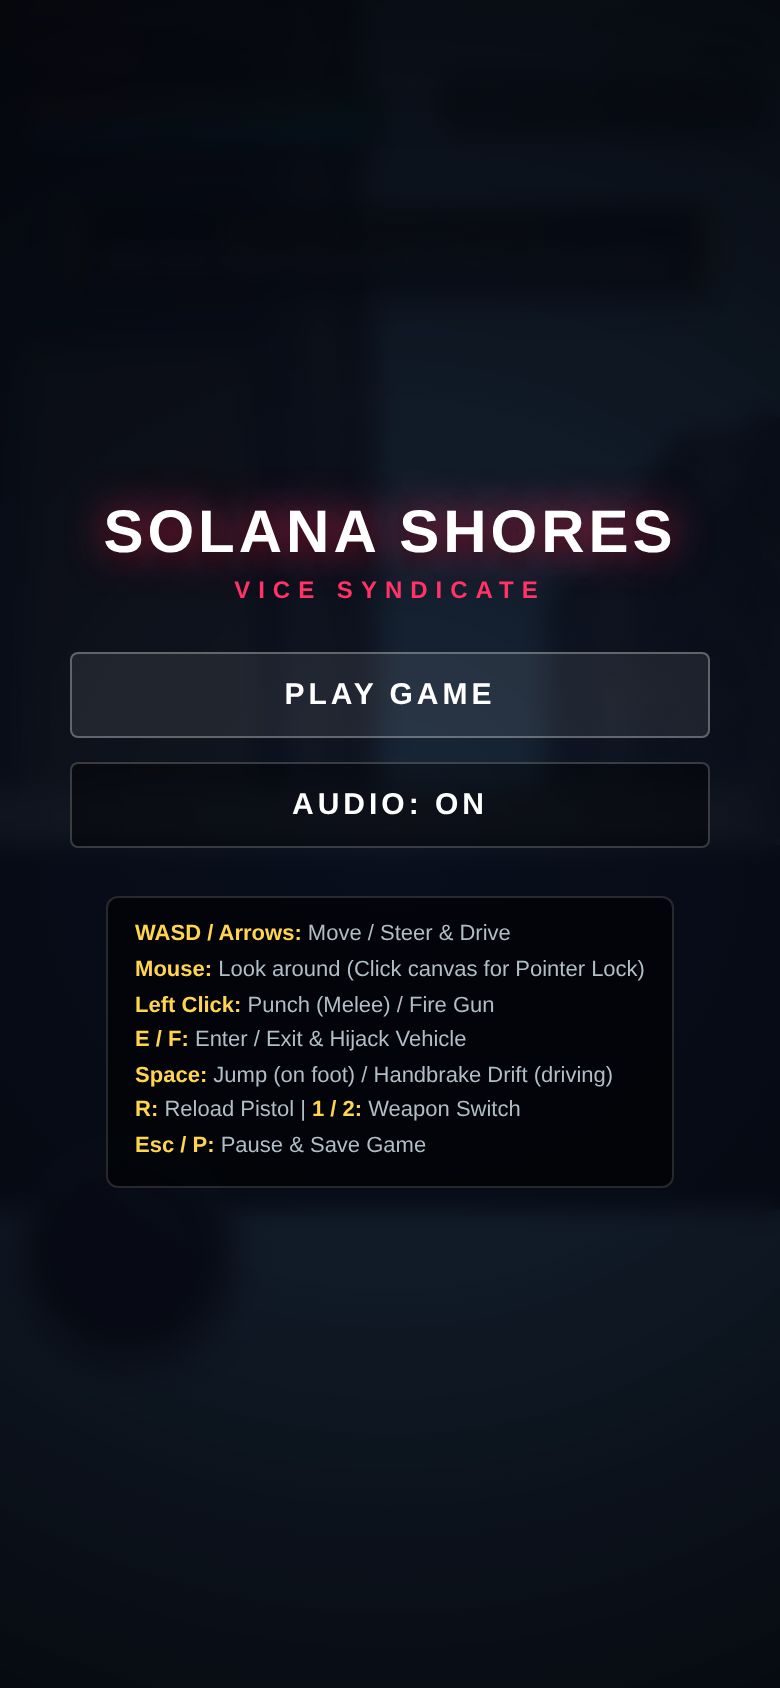 SOLANA SHORES
VICE SYNDICATE
PLAY GAME
AUDIO: ON
WASD / Arrows: Move / Steer & Drive
Mouse: Look around (Click canvas for Pointer Lock)
Left Click: Punch (Melee) / Fire Gun
E / F: Enter / Exit & Hijack Vehicle
Space: Jump (on foot) / Handbrake Drift (driving)
R: Reload Pistol | 1 / 2: Weapon Switch
Esc / P: Pause & Save Game